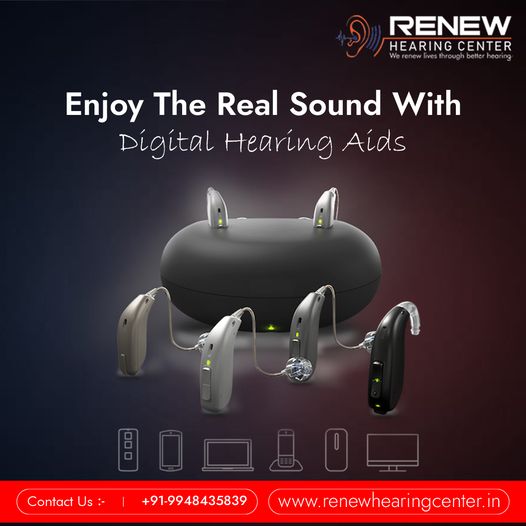 RENEW
HEARING CENTER
We renew lives through better hearing.
Enjoy The Real Sound With
Digital Hearing Aids
Contact Us :- | +91-9948435839
www.renewhearingcenter.in